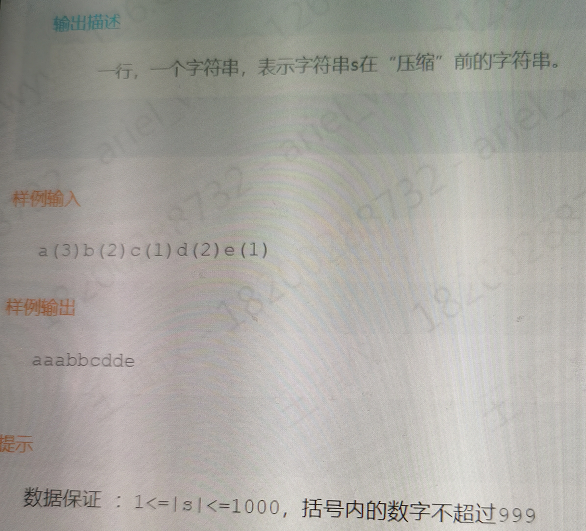 输出描述
一行，一个字符串，表示字符串s在“压缩”前的字符串。
样例输入
a(3)b(2)c(1)d(2)e(1)
样例输出
aaabbcdde
提示
数据保证 ：1<=|s|<=1000，括号内的数字不超过999